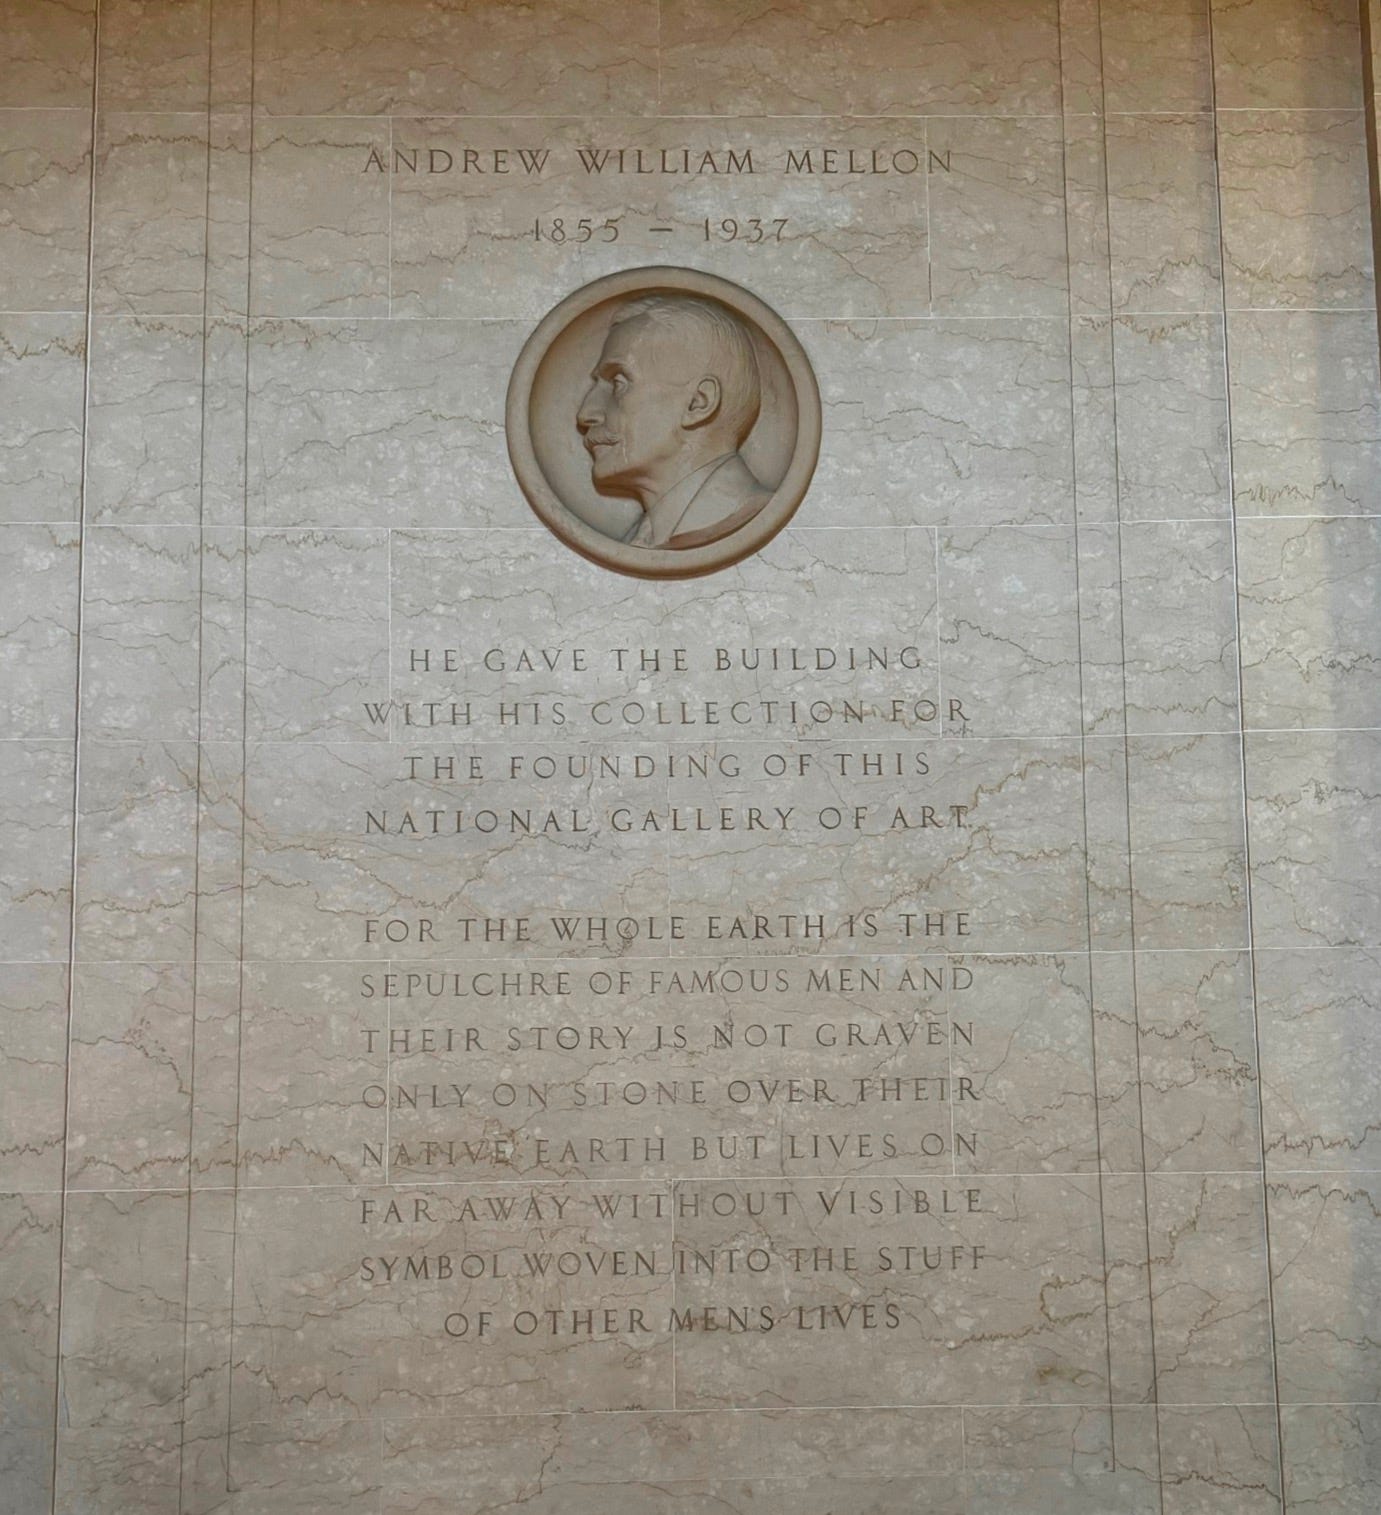 ANDREW WILLIAM MELLON
1855 – 1937
HE GAVE THE BUILDING
WITH HIS COLLECTION FOR
THE FOUNDING OF THIS
NATIONAL GALLERY OF ART
FOR THE WHOLE EARTH IS THE
SEPULCHRE OF FAMOUS MEN AND
THEIR STORY IS NOT GRAVEN
ONLY ON STONE OVER THEIR
NATIVE EARTH BUT LIVES ON
FAR AWAY WITHOUT VISIBLE
SYMBOL WOVEN INTO THE STUFF
OF OTHER MEN'S LIVES